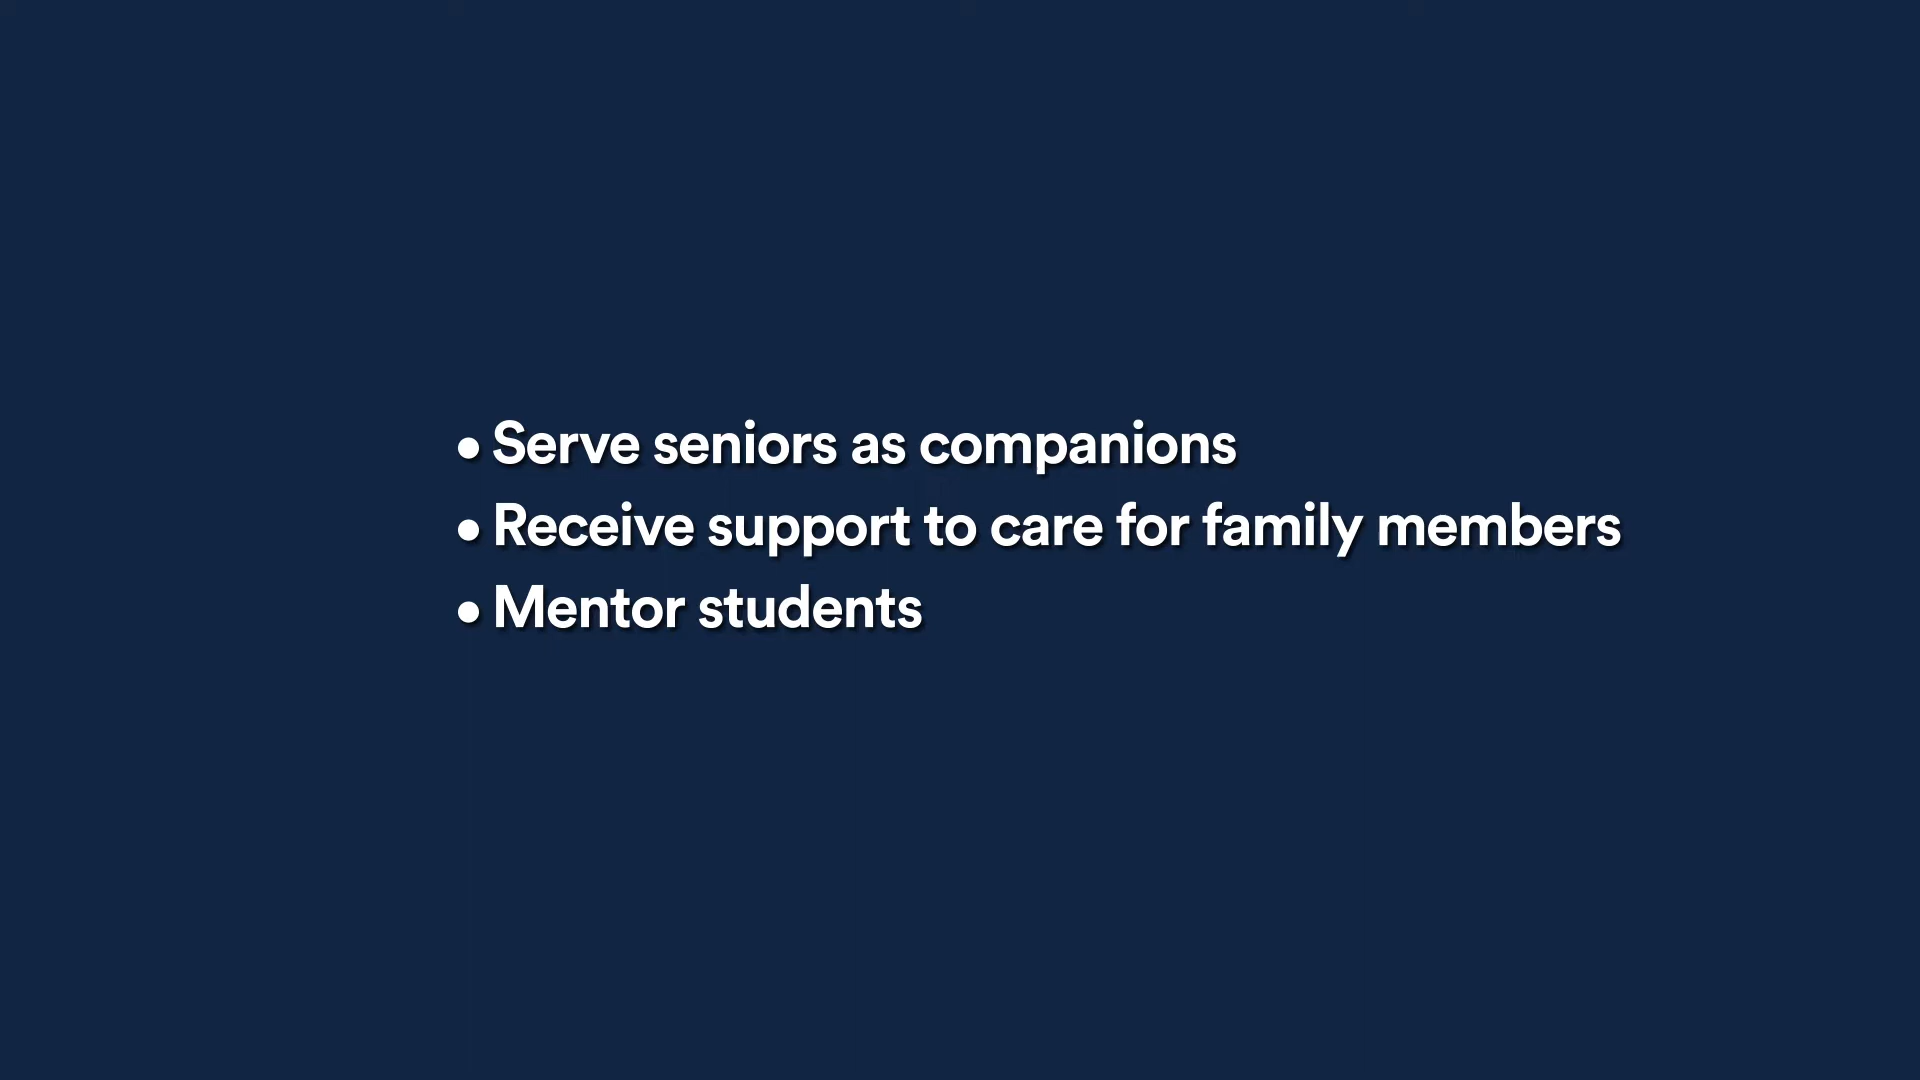 • Serve seniors as companions
• Receive support to care for family members
• Mentor students